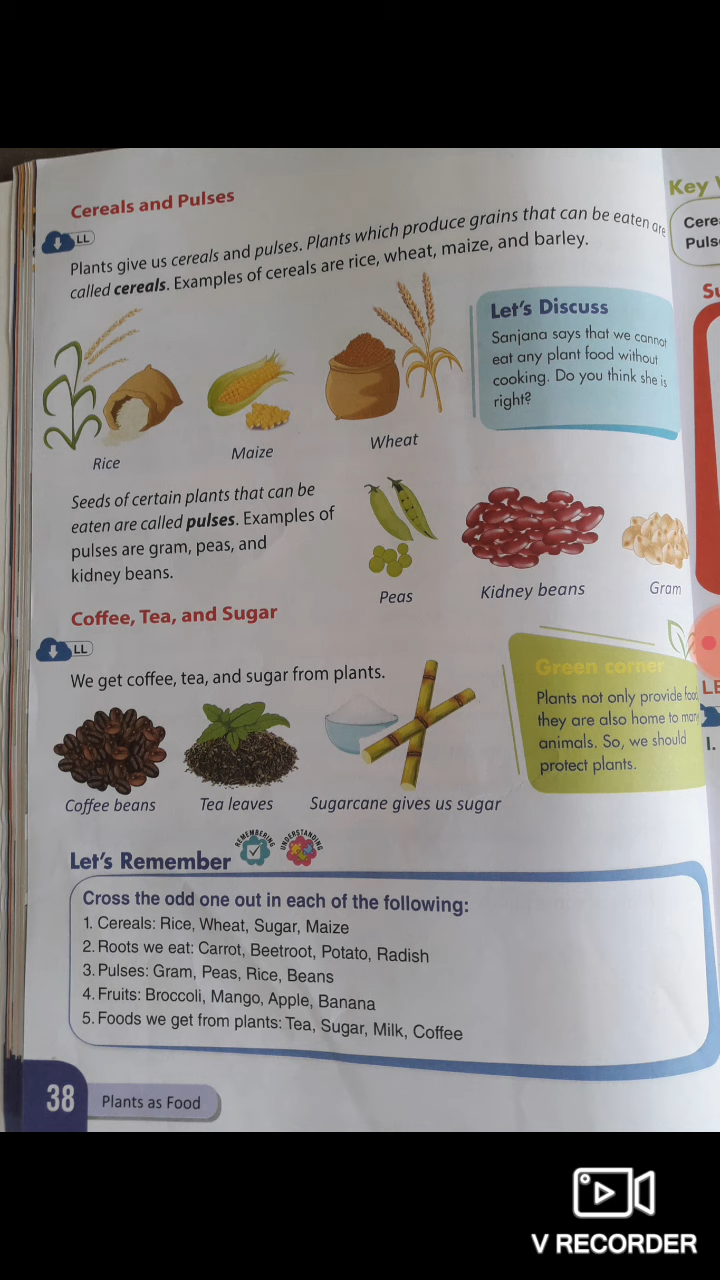 Cereals and Pulses
LL
Plants give us cereals and pulses. Plants which produce grains that can be eaten are
called cereals. Examples of cereals are rice, wheat, maize, and barley.
Let's Discuss
Sanjana says that we cannot
eat any plant food without
cooking. Do you think she is
right?
Rice
Maize
Wheat
Seeds of certain plants that can be
eaten are called pulses. Examples of
pulses are gram, peas, and
kidney beans.
Peas
Kidney beans
Gram
Coffee, Tea, and Sugar
LL
We get coffee, tea, and sugar from plants.
Green corner
Plants not only provide food
they are also home to many
animals. So, we should
protect plants.
Coffee beans
Tea leaves
Sugarcane gives us sugar
Let's Remember
REMEMBERING
UNDERSTANDING
Cross the odd one out in each of the following:
1. Cereals: Rice, Wheat, Sugar, Maize
2. Roots we eat: Carrot, Beetroot, Potato, Radish
3. Pulses: Gram, Peas, Rice, Beans
4. Fruits: Broccoli, Mango, Apple, Banana
5. Foods we get from plants: Tea, Sugar, Milk, Coffee
38
Plants as Food
Key
I.
V RECORDER